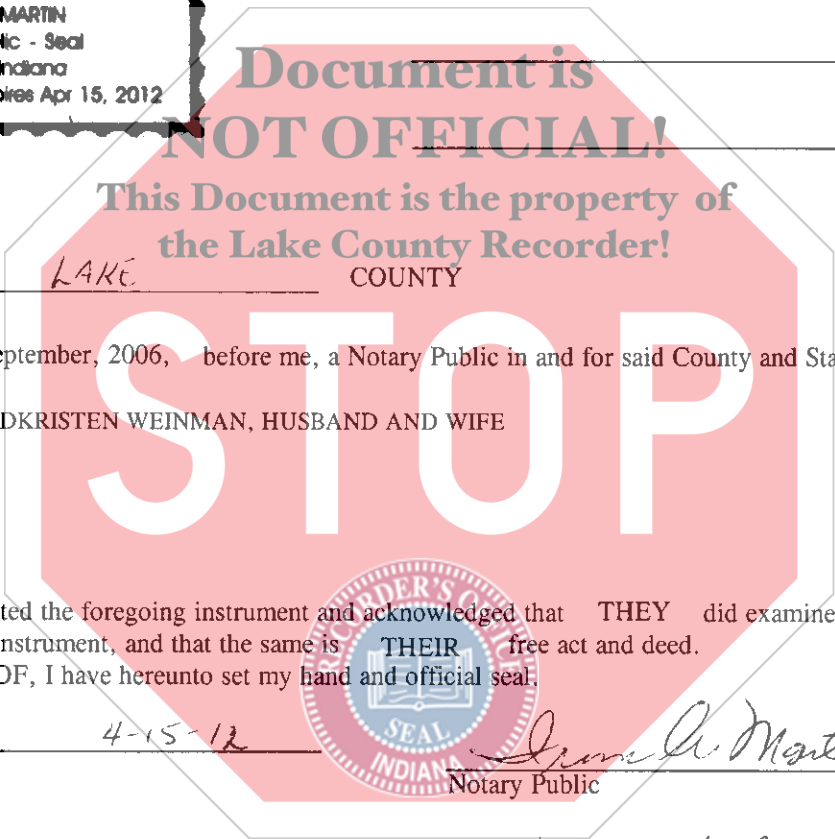 MARTIN
ic - Seal
ndiana
ires Apr 15, 2012
Document is
NOT OFFICIAL!
This Document is the property of
the Lake County Recorder!
LAKE COUNTY
eptember, 2006, before me, a Notary Public in and for said County and Sta
DKRISTEN WEINMAN, HUSBAND AND WIFE
STOP
ted the foregoing instrument and acknowledged that THEY did examine
nstrument, and that the same is THEIR free act and deed.
OF, I have hereunto set my hand and official seal.
RECORDER'S OFFICE
SEAL
INDIANA
4-15-12
Notary Public